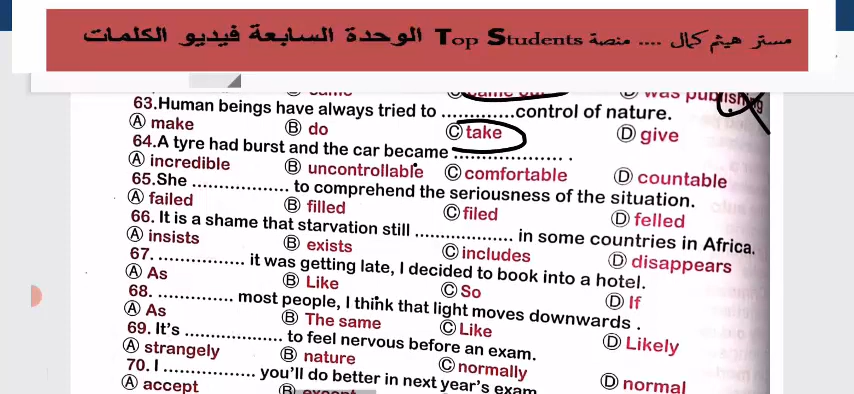 مستر هيثم كمال .... منصة Top Students الوحدة السابعة فيديو الكلمات
came out
was publishing
63.Human beings have always tried to .............control of nature.
Ⓐ make Ⓑ do Ⓒ take Ⓓ give
64.A tyre had burst and the car became .................... .
Ⓐ incredible Ⓑ uncontrollable Ⓒ comfortable Ⓓ countable
65.She .................. to comprehend the seriousness of the situation.
Ⓐ failed Ⓑ filled Ⓒ filed Ⓓ felled
66. It is a shame that starvation still .................. in some countries in Africa.
Ⓐ insists Ⓑ exists Ⓒ includes Ⓓ disappears
67. ................ it was getting late, I decided to book into a hotel.
Ⓐ As Ⓑ Like Ⓒ So Ⓓ If
68. .............. most people, I think that light moves downwards .
Ⓐ As Ⓑ The same Ⓒ Like Ⓓ Likely
69. It's .................. to feel nervous before an exam.
Ⓐ strangely Ⓑ nature Ⓒ normally Ⓓ normal
70. I ................. you'll do better in next year's exam
Ⓐ accept Ⓑ except